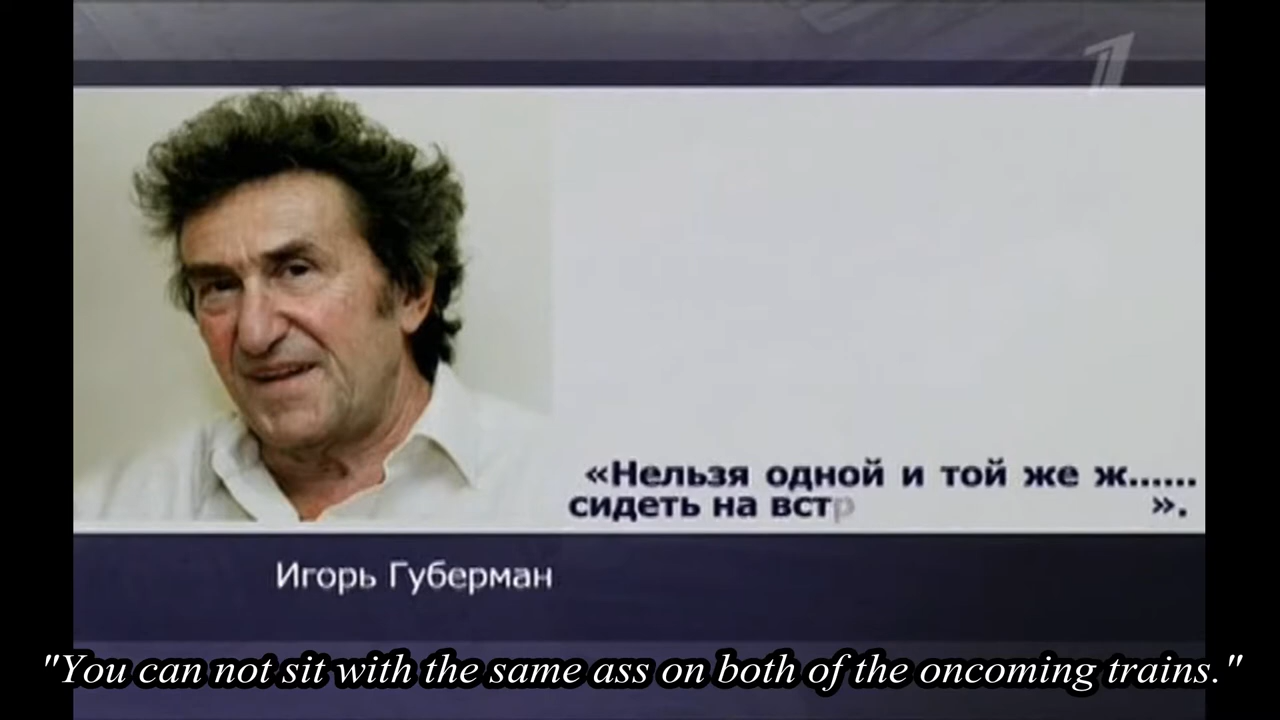 «Нельзя одной и той же ж......
сидеть на встр ».
Игорь Губерман
"You can not sit with the same ass on both of the oncoming trains."